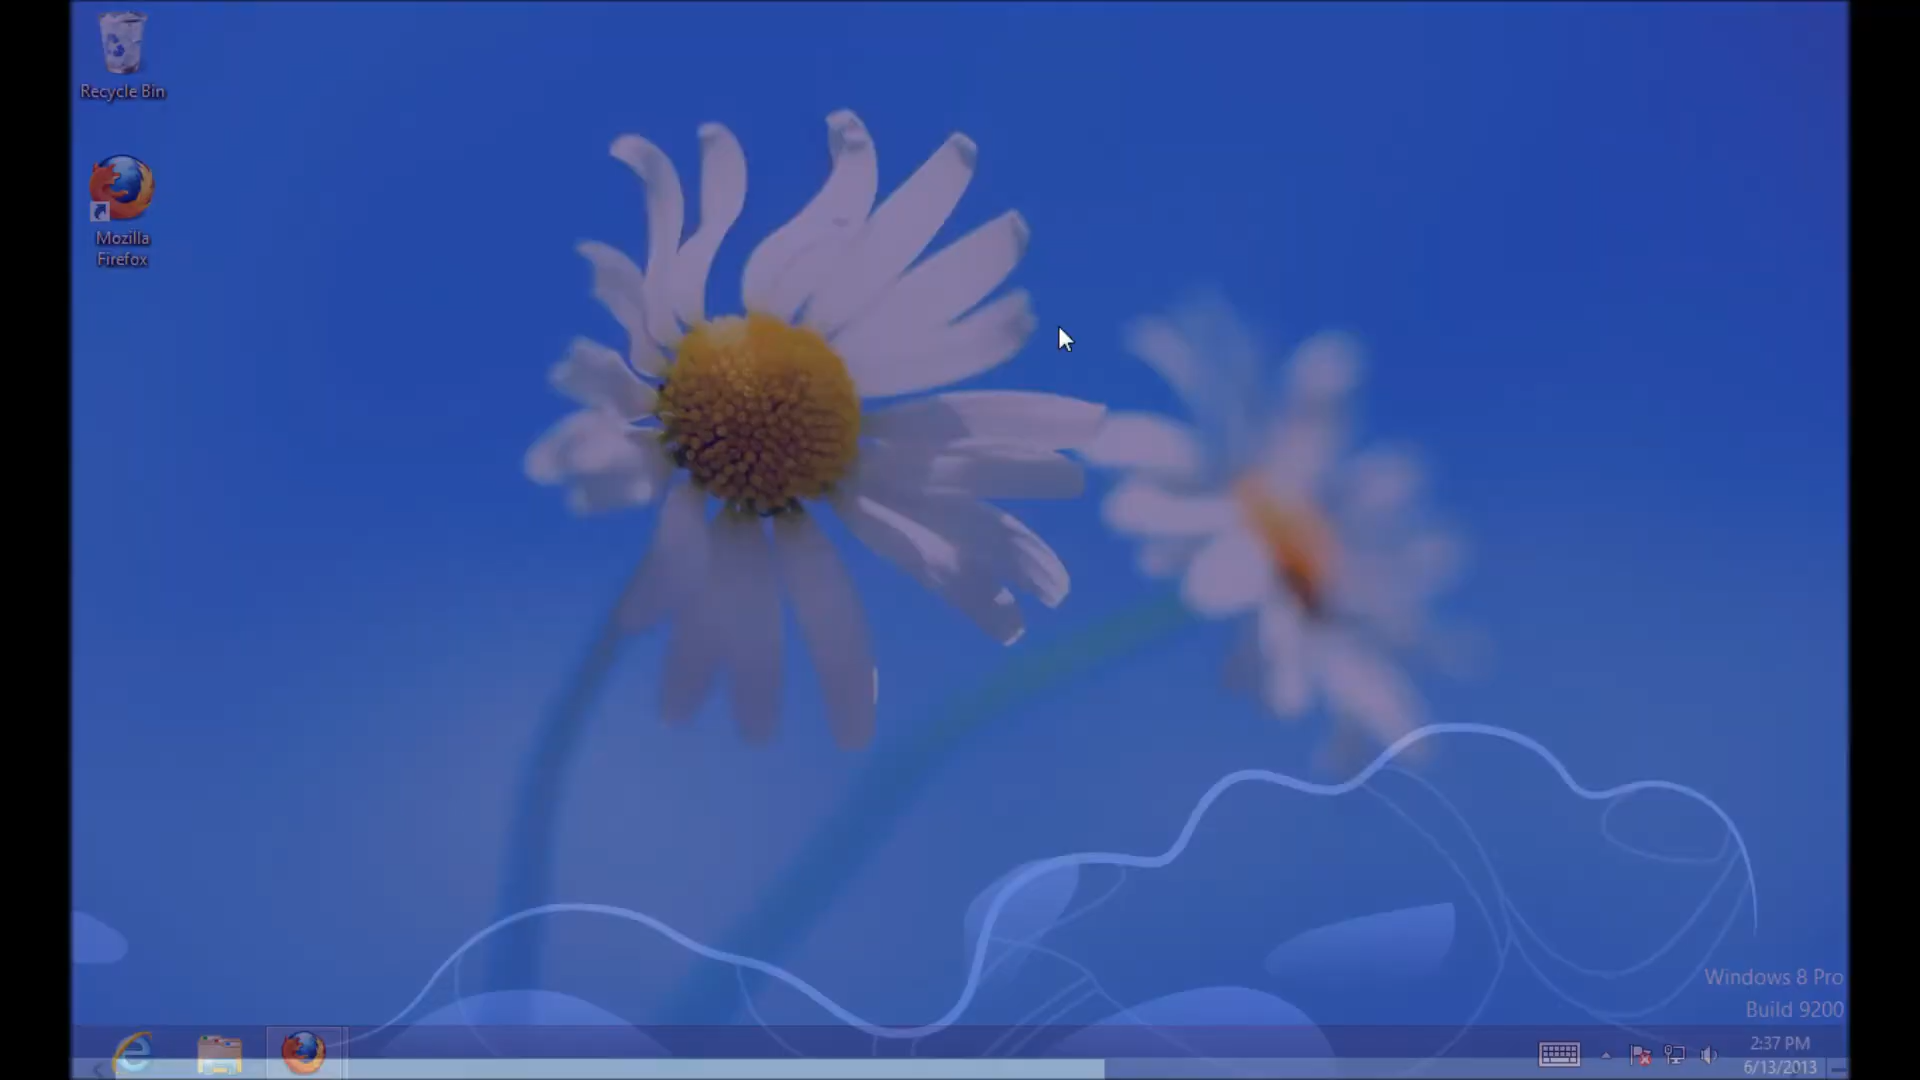 Recycle Bin
Mozilla
Firefox
Windows 8 Pro
Build 9200
2:37 PM
6/13/2013